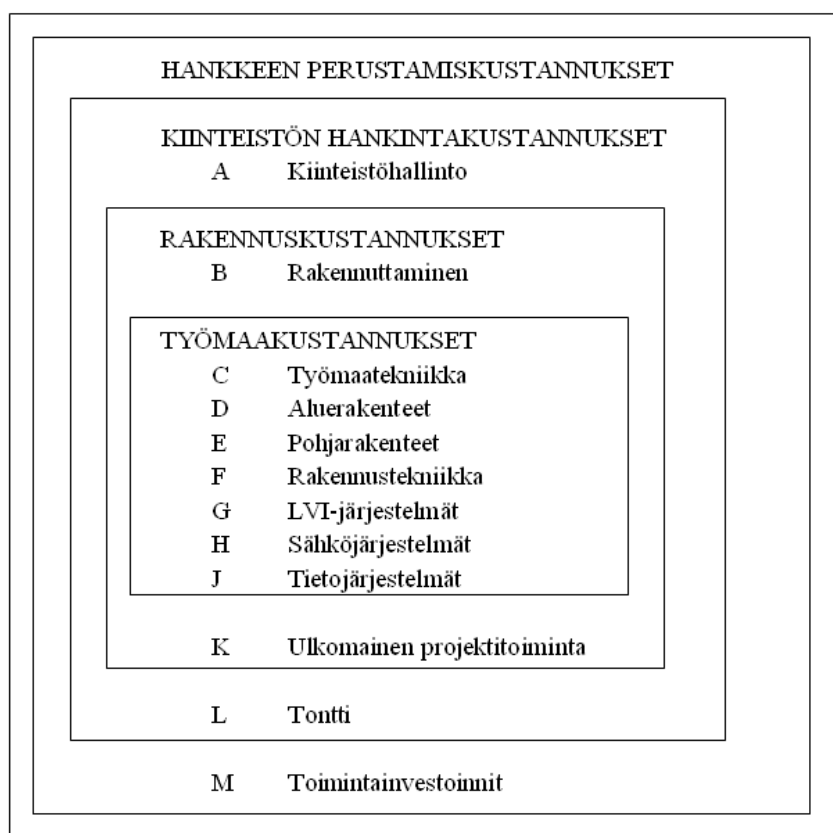 HANKKEEN PERUSTAMISKUSTANNUKSET
KIINTEISTÖN HANKINTAKUSTANNUKSET
A Kiinteistöhallinto
RAKENNUSKUSTANNUKSET
B Rakennuttaminen
TYÖMAAKUSTANNUKSET
C Työmaatekniikka
D Aluerakenteet
E Pohjarakenteet
F Rakennustekniikka
G LVI-järjestelmät
H Sähköjärjestelmät
J Tietojärjestelmät
K Ulkomainen projektitoiminta
L Tontti
M Toimintainvestoinnit